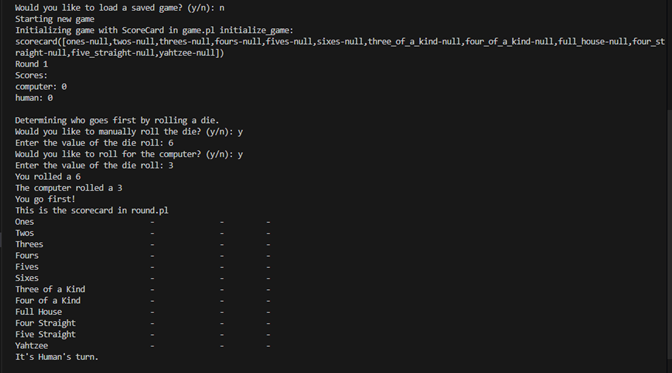 Would you like to load a saved game? (y/n): n
Starting new game
Initializing game with ScoreCard in game.pl initialize_game:
scorecard([ones-null,twos-null,threes-null,fours-null,fives-null,sixes-null,three_of_a_kind-null,four_of_a_kind-null,full_house-null,four_st
raight-null,five_straight-null,yahtzee-null])
Round 1
Scores:
computer: 0
human: 0
Determining who goes first by rolling a die.
Would you like to manually roll the die? (y/n): y
Enter the value of the die roll: 6
Would you like to roll for the computer? (y/n): y
Enter the value of the die roll: 3
You rolled a 6
The computer rolled a 3
You go first!
This is the scorecard in round.pl
Ones - - -
Twos - - -
Threes - - -
Fours - - -
Fives - - -
Sixes - - -
Three of a Kind - - -
Four of a Kind - - -
Full House - - -
Four Straight - - -
Five Straight - - -
Yahtzee - - -
It's Human's turn.